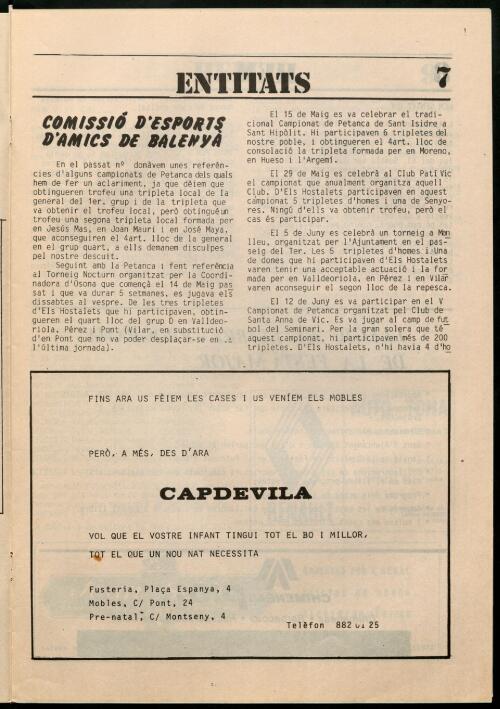 ENTITATS
7
COMISSIÓ D'ESPORTS
D'AMICS DE BALENYÀ
En el passat nº donàvem unes referèn-
cies d'alguns campionats de Petanca dels quals
hem de fer un aclariment, ja que dèiem que
obtingueren trofeu una tripleta local de la
general del 1er. grup i de la tripleta que
va obtenir el trofeu local, però obtingué un
trofeu una segona tripleta local formada per
en Jesús Mas, en Joan Mauri i en José Maya,
que aconseguiren el 4art. lloc de la general
en el grup quart, a ells demanem disculpes
pel nostre descuit.
Seguint amb la Petanca i fent referència
al Torneig Nocturn organitzat per la Coordi-
nadora d'Osona que començà el 14 de Maig pas
sat i que va durar 5 setmanes, es jugava els
dissabtes al vespre. De les tres tripletes
d'Els Hostalets que hi participaven, obtin-
gueren el quart lloc del grup D en Valldeo-
riola, Pérez i Pont (Vilar, en substitució
d'en Pont que no va poder desplaçar-se en
l'última jornada).
El 15 de Maig es va celebrar el tradi-
cional Campionat de Petanca de Sant Isidre a
Sant Hipòlit. Hi participaven 6 tripletes del
nostre poble, i obtingueren el 4art. lloc de
consolació la tripleta formada per en Moreno,
en Hueso i l'Argemí.
El 29 de Maig es celebrà al Club Patí Vic
el campionat que anualment organitza aquell
Club. D'Els Hostalets participaven en aquest
campionat 5 tripletes d'homes i una de Senyo-
res. Ningú d'ells va obtenir trofeu, però el
cas és participar.
El 5 de Juny es celebrà un torneig a Mon
lleu, organitzat per l'Ajuntament en el pas-
seig del Ter. Les 5 tripletes d'homes i una
de dones que hi participaven d'Els Hostalets
varen tenir una acceptable actuació i la for
mada per en Valldeoriola, en Pérez i en Vilar
varen aconseguir el segon lloc de la repesca.
El 12 de Juny es va participar en el V
Campionat de Petanca organitzat pel Club de
Santa Anna de Vic. Es va jugar al camp de fut
bol del Seminari. Per la gran solera que té
aquest campionat, hi participaven més de 200
tripletes. D'Els Hostalets, n'hi havia 4 d'ho
FINS ARA US FÈIEM LES CASES I US VENÍEM ELS MOBLES
PERÒ, A MÉS, DES D'ARA
CAPDEVILA
VOL QUE EL VOSTRE INFANT TINGUI TOT EL BO I MILLOR,
TOT EL QUE UN NOU NAT NECESSITA
Fusteria, Plaça Espanya, 4
Mobles, C/ Pont, 24
Pre-natal, C/ Montseny, 4
Telèfon 882 01 25